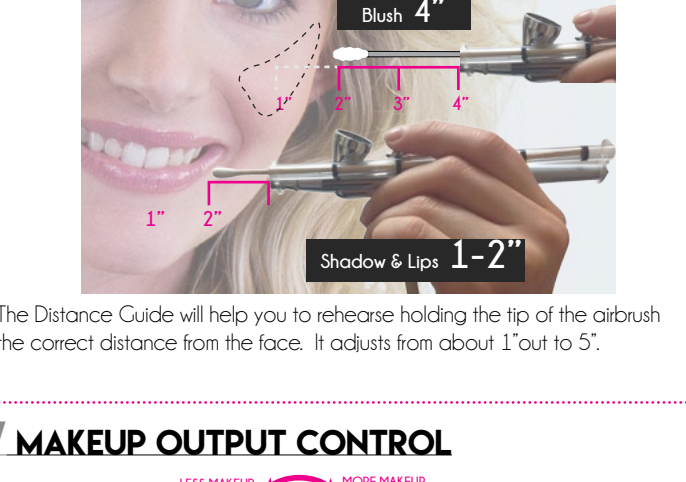 Blush 4"
1" 2" 3" 4"
1" 2"
Shadow & Lips 1-2"
The Distance Guide will help you to rehearse holding the tip of the airbrush
the correct distance from the face. It adjusts from about 1"out to 5".
MAKEUP OUTPUT CONTROL
LESS MAKEUP MORE MAKEUP